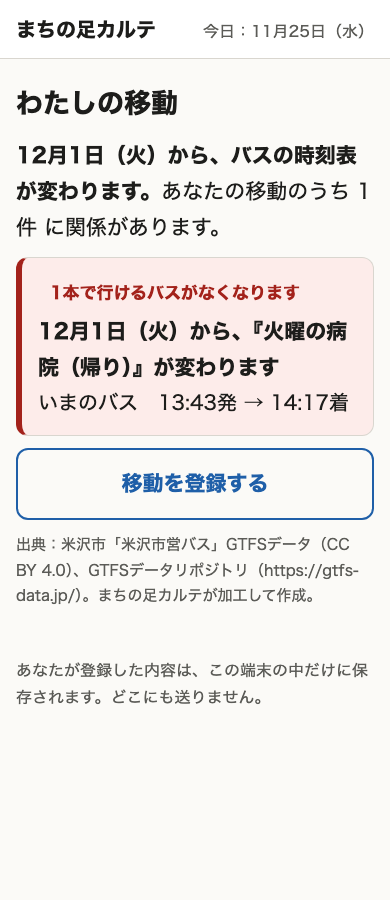 まちの足カルテ
今日：11月25日（水）
わたしの移動
12月1日（火）から、バスの時刻表
が変わります。あなたの移動のうち 1
件 に関係があります。
1本で行けるバスがなくなります
12月1日（火）から、『火曜の病
院（帰り）』が変わります
いまのバス　13:43発 → 14:17着
移動を登録する
出典：米沢市「米沢市営バス」GTFSデータ（CC
BY 4.0）、GTFSデータリポジトリ（https://gtfs-
data.jp/）。まちの足カルテが加工して作成。
あなたが登録した内容は、この端末の中だけに保
存されます。どこにも送りません。